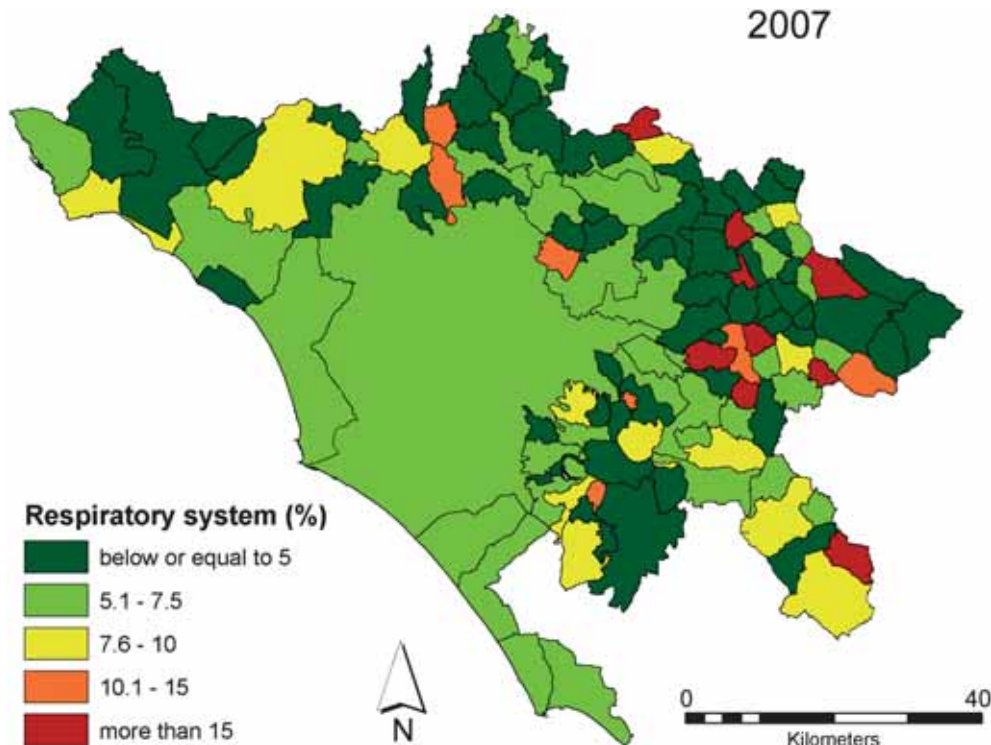 2007
Respiratory system (%)
below or equal to 5
5.1 - 7.5
7.6 - 10
10.1 - 15
more than 15
N
0 40
Kilometers